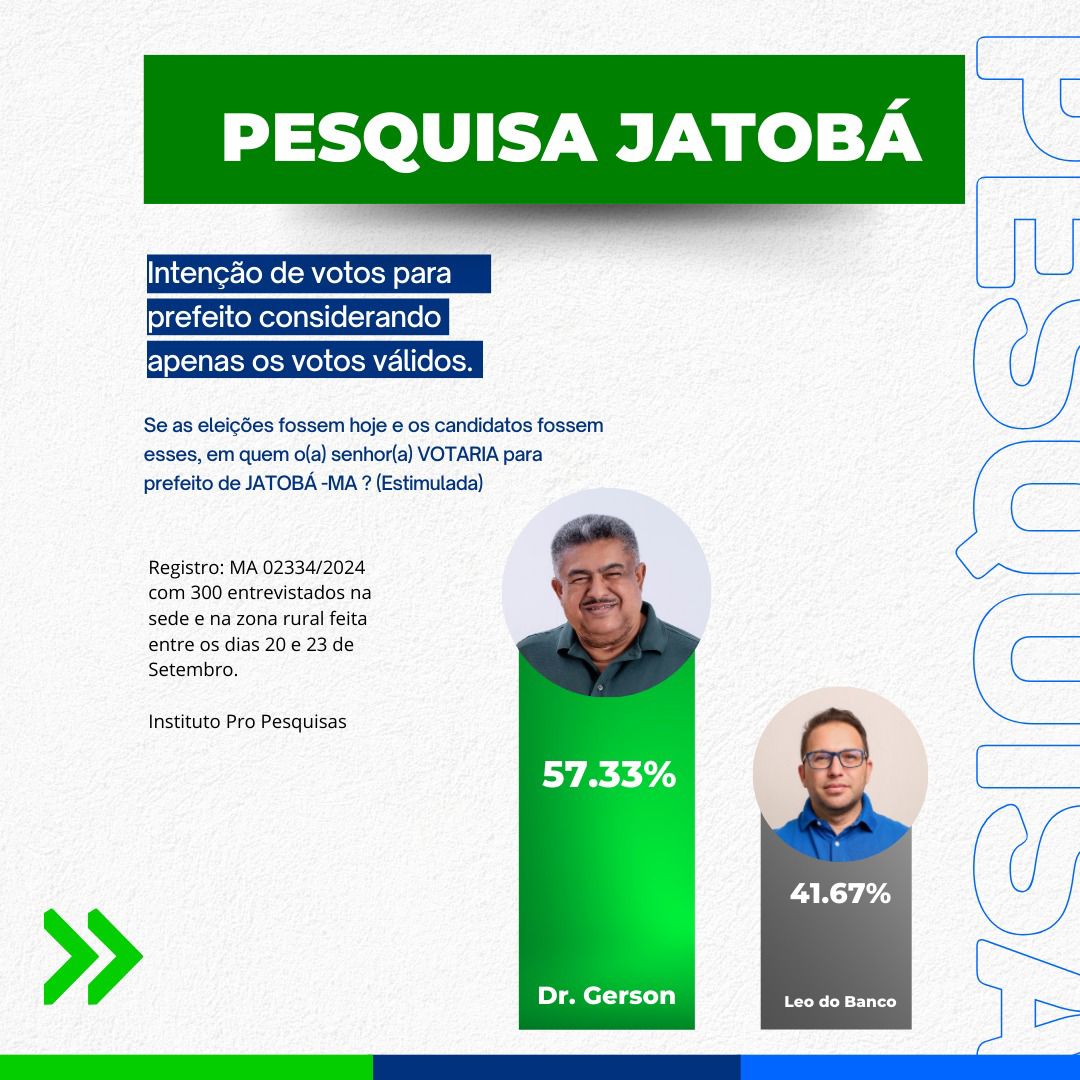 PESQUISA JATOBÁ
Intenção de votos para
prefeito considerando
apenas os votos válidos.
Se as eleições fossem hoje e os candidatos fossem
esses, em quem o(a) senhor(a) VOTARIA para
prefeito de JATOBÁ -MA ? (Estimulada)
Registro: MA 02334/2024
com 300 entrevistados na
sede e na zona rural feita
entre os dias 20 e 23 de
Setembro.
Instituto Pro Pesquisas
57.33%
Dr. Gerson
41.67%
Leo do Banco
PESQUISA